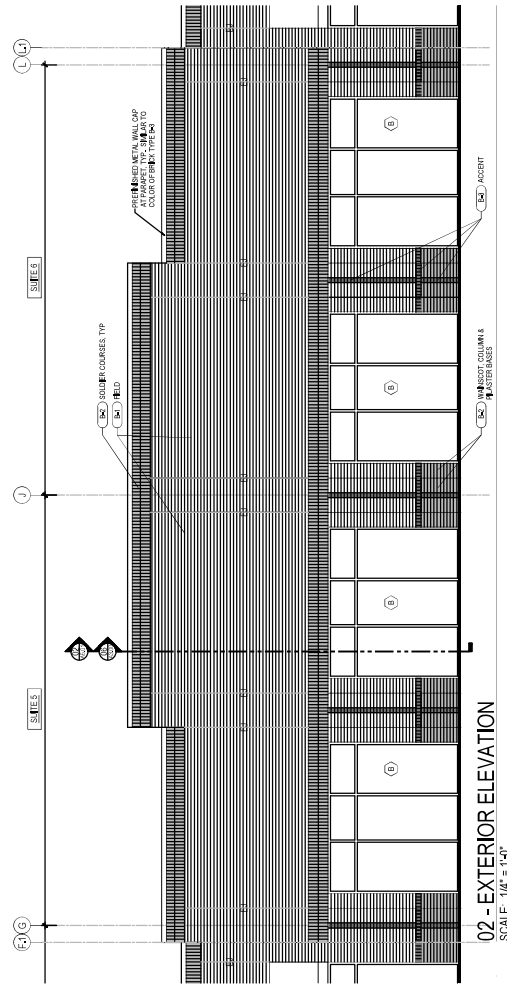 F.1
G
J
L
L.1
SUITE 5
SUITE 6
B-2 SOLDIER COURSES, TYP
B-1 FIELD
PREFINISHED METAL WALL CAP
AT PARAPET, TYP. SIMILAR TO
COLOR OF BRICK TYPE B-3
B
B
B
B
B-2 WAINSCOT, COLUMN &
PILASTER BASES
B-3 ACCENT
02 - EXTERIOR ELEVATION
SCALE: 1/4" = 1'-0"